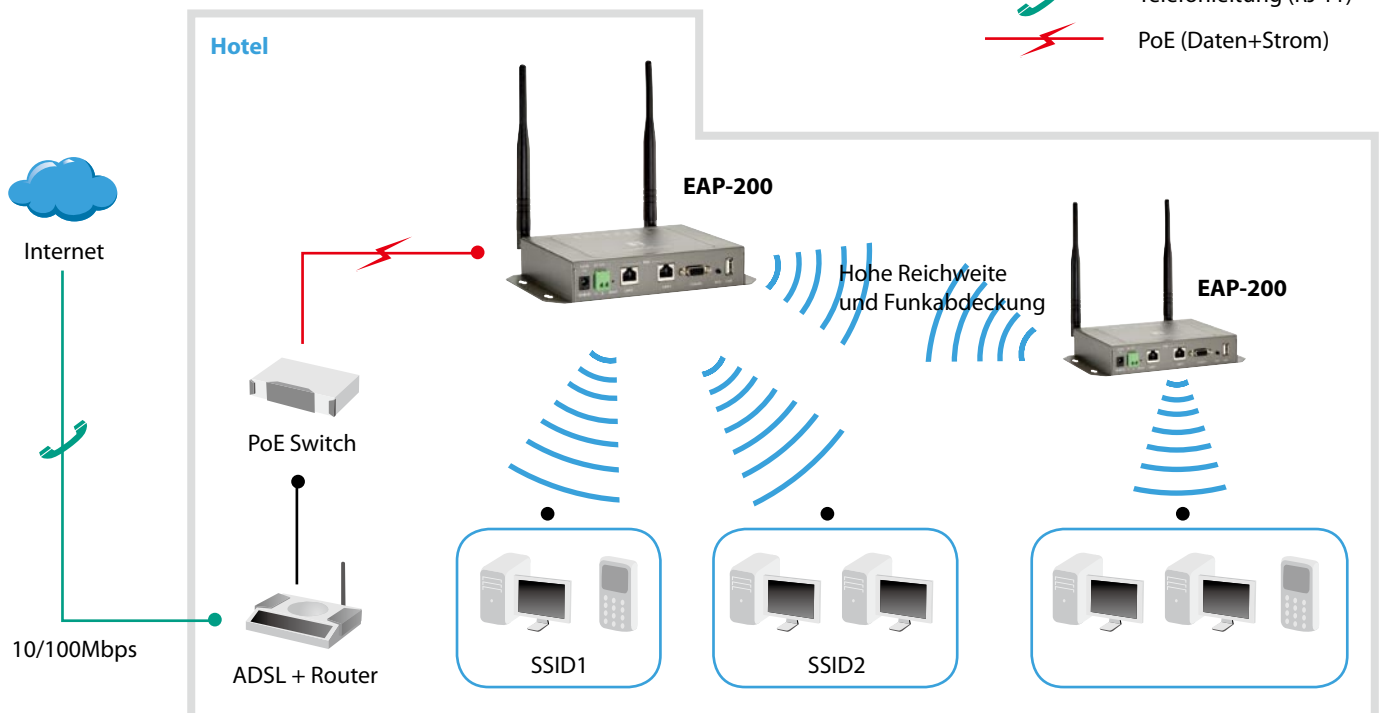 PoE (Daten+Strom)
Hotel
EAP-200
Internet
Hohe Reichweite
und Funkabdeckung
EAP-200
PoE Switch
10/100Mbps
ADSL + Router
SSID1
SSID2